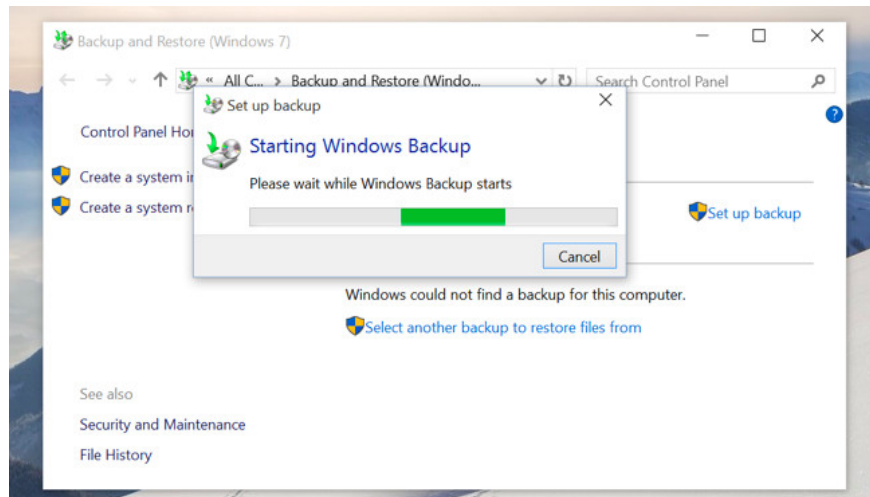 Backup and Restore (Windows 7)
« All C... > Backup and Restore (Windo...
Search Control Panel
Set up backup
Control Panel
Starting Windows Backup
Create a system
Please wait while Windows Backup starts
Create a system
Set up backup
Cancel
Windows could not find a backup for this computer.
Select another backup to restore files from
See also
Security and Maintenance
File History